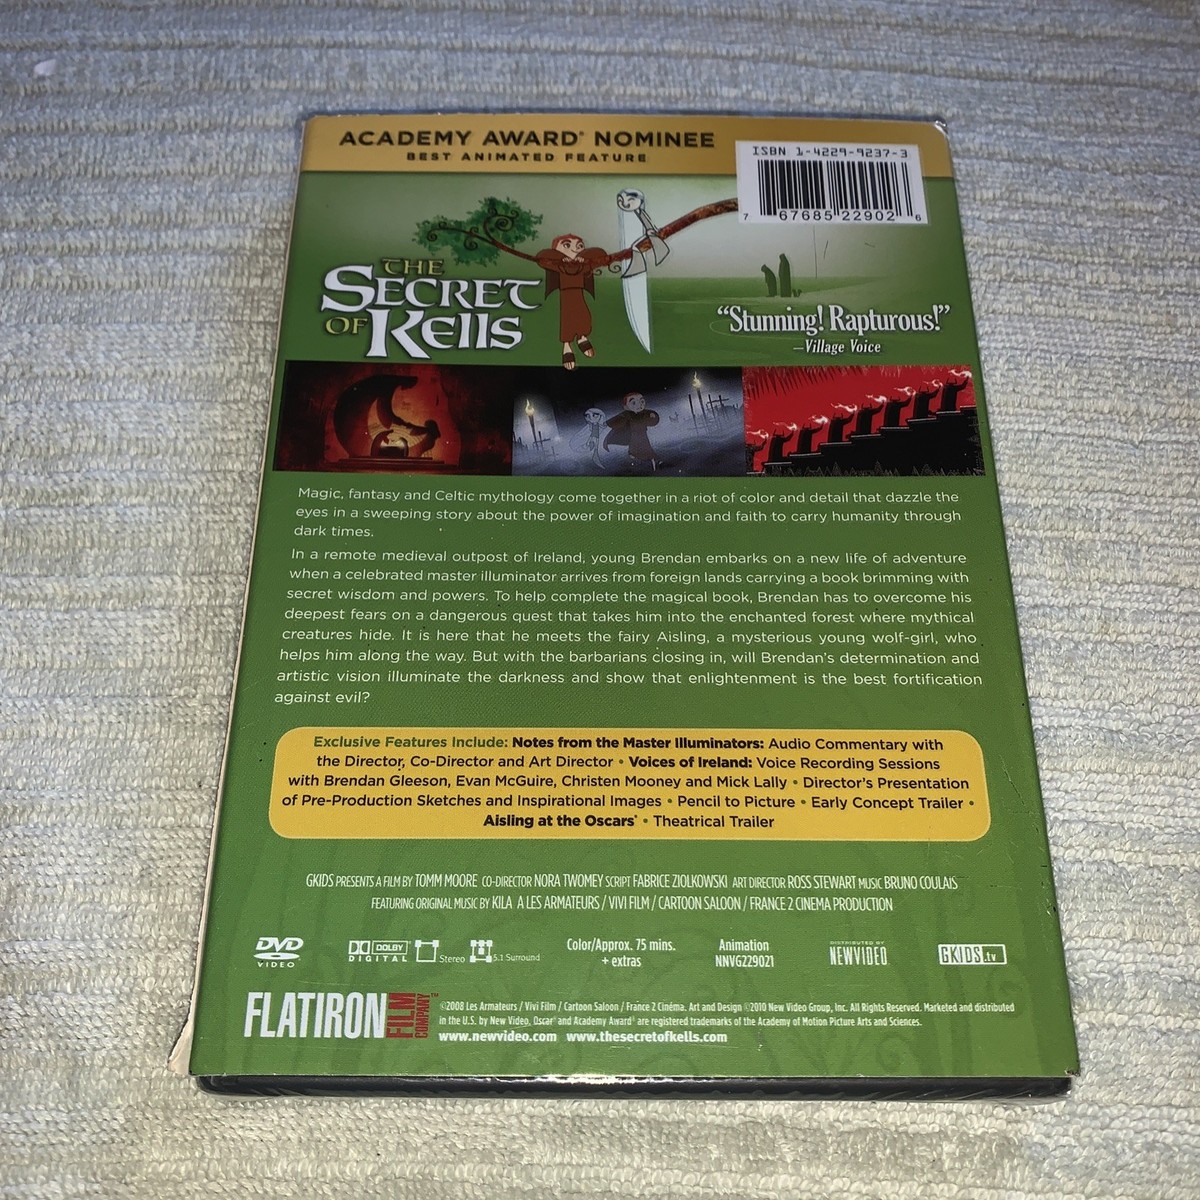 ACADEMY AWARD® NOMINEE
BEST ANIMATED FEATURE
ISBN 1-4229-9237-3
7 67685 22902 6
THE
SECRET
OF Kells
“Stunning! Rapturous!”
—Village Voice
Magic, fantasy and Celtic mythology come together in a riot of color and detail that dazzle the
eyes in a sweeping story about the power of imagination and faith to carry humanity through
dark times.
In a remote medieval outpost of Ireland, young Brendan embarks on a new life of adventure
when a celebrated master illuminator arrives from foreign lands carrying a book brimming with
secret wisdom and powers. To help complete the magical book, Brendan has to overcome his
deepest fears on a dangerous quest that takes him into the enchanted forest where mythical
creatures hide. It is here that he meets the fairy Aisling, a mysterious young wolf-girl, who
helps him along the way. But with the barbarians closing in, will Brendan's determination and
artistic vision illuminate the darkness and show that enlightenment is the best fortification
against evil?
Exclusive Features Include: Notes from the Master Illuminators: Audio Commentary with
the Director, Co-Director and Art Director • Voices of Ireland: Voice Recording Sessions
with Brendan Gleeson, Evan McGuire, Christen Mooney and Mick Lally • Director's Presentation
of Pre-Production Sketches and Inspirational Images • Pencil to Picture • Early Concept Trailer •
Aisling at the Oscars® • Theatrical Trailer
GKIDS PRESENTS A FILM BY TOMM MOORE CO-DIRECTOR NORA TWOMEY SCRIPT FABRICE ZIOLKOWSKI ART DIRECTOR ROSS STEWART MUSIC BRUNO COULAIS
FEATURING ORIGINAL MUSIC BY KILA A LES ARMATEURS / VIVI FILM / CARTOON SALOON / FRANCE 2 CINEMA PRODUCTION
DVD VIDEO
DOLBY DIGITAL
Stereo
5.1 Surround
Color/Approx. 75 mins.
+ extras
Animation
NNVG229021
DISTRIBUTED BY
NEWVIDEO
GKIDS.tv
FLATIRON FILM COMPANY™
©2008 Les Armateurs / Vivi Film / Cartoon Saloon / France 2 Cinéma. Art and Design ©2010 New Video Group, Inc. All Rights Reserved. Marketed and distributed
in the U.S. by New Video. Oscar® and Academy Award® are registered trademarks of the Academy of Motion Picture Arts and Sciences.
www.newvideo.com www.thesecretofkells.com